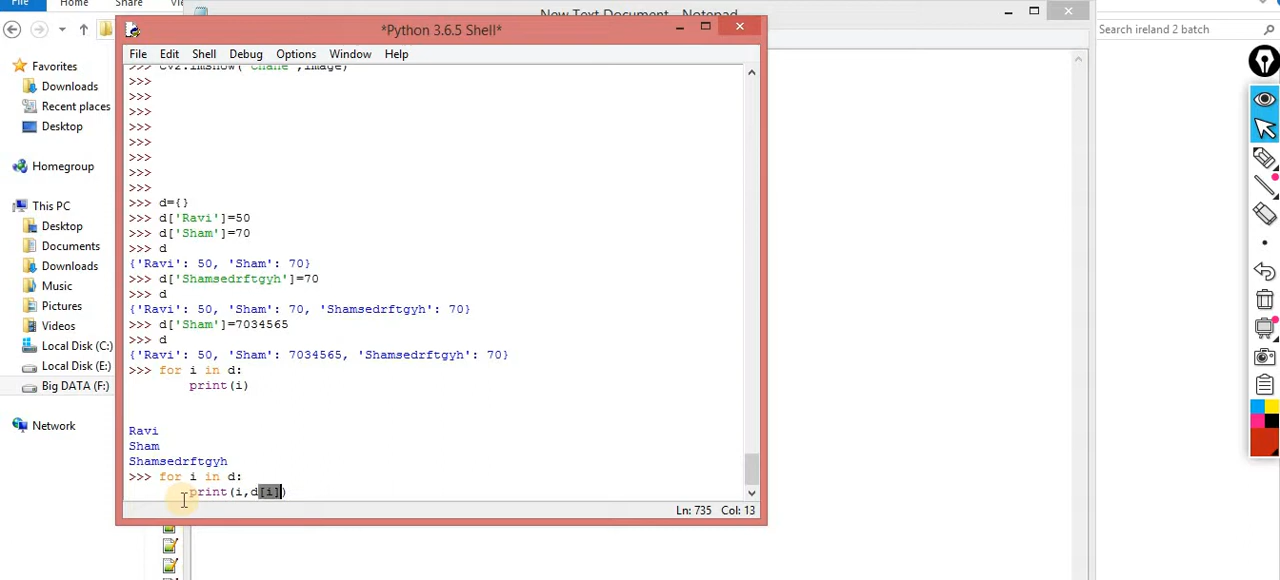 File
Home
Share
New Text Document - Notepad
Search ireland 2 batch
*Python 3.6.5 Shell*
File Edit Shell Debug Options Window Help
Favorites
Downloads
Recent places
Desktop
Homegroup
This PC
Desktop
Documents
Downloads
Music
Pictures
Videos
Local Disk (C:)
Local Disk (E:)
Big DATA (F:)
Network
>>>
>>>
>>>
>>>
>>>
>>>
>>>
>>>
>>> d={}
>>> d['Ravi']=50
>>> d['Sham']=70
>>> d
{'Ravi': 50, 'Sham': 70}
>>> d['Shamsedrftgyh']=70
>>> d
{'Ravi': 50, 'Sham': 70, 'Shamsedrftgyh': 70}
>>> d['Sham']=7034565
>>> d
{'Ravi': 50, 'Sham': 7034565, 'Shamsedrftgyh': 70}
>>> for i in d:
print(i)
Ravi
Sham
Shamsedrftgyh
>>> for i in d:
print(i,d[i])
Ln: 735 Col: 13